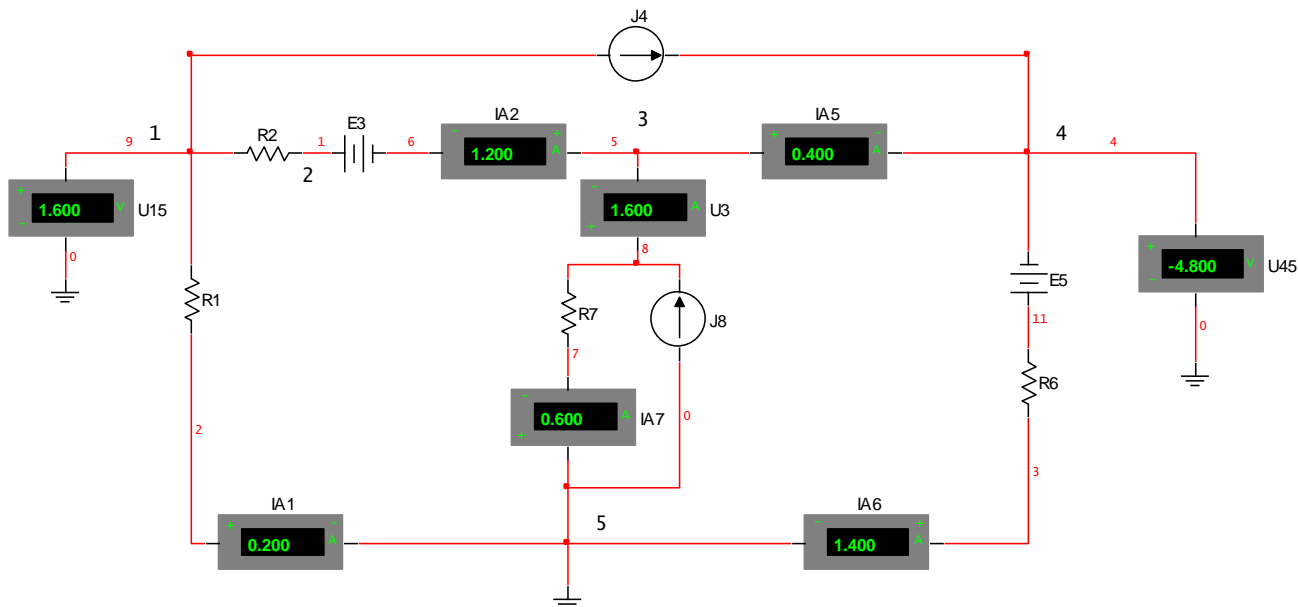 J4
IA2
3
IA5
9
1
R2
1
E3
6
- +
1.200 A
5
+ -
0.400 A
4
4
2
+
1.600 V
-
U15
-
1.600 A
+
U3
0
8
+
-4.800 V
-
U45
R1
R7
J8
E5
11
7
0
R6
-
0.600 A
+
IA7
0
2
3
IA1
5
IA6
+ -
0.200 A
- +
1.400 A